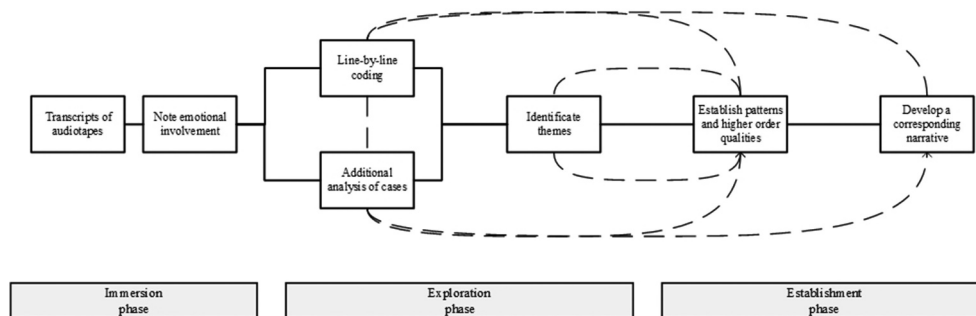 Line-by-line
coding
Transcripts of
audiotapes
Note emotional
involvement
Identificate
themes
Establish patterns
and higher order
qualities
Develop a
corresponding
narrative
Additional
analysis of cases
Immersion
phase
Exploration
phase
Establishment
phase